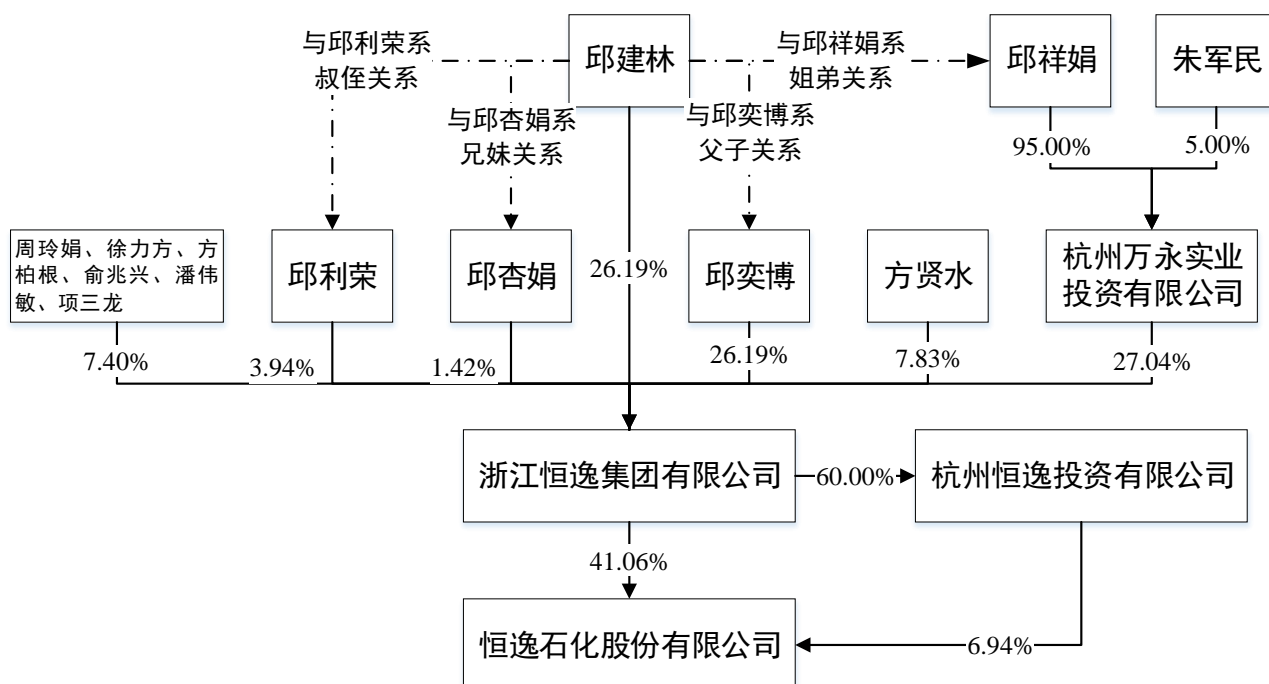 与邱利荣系
叔侄关系
邱建林
与邱祥娟系
姐弟关系
邱祥娟
朱军民
与邱杏娟系
兄妹关系
与邱奕博系
父子关系
95.00%
5.00%
周玲娟、徐力方、方
柏根、俞兆兴、潘伟
敏、项三龙
邱利荣
邱杏娟
26.19%
邱奕博
方贤水
杭州万永实业
投资有限公司
7.40%
3.94%
1.42%
26.19%
7.83%
27.04%
浙江恒逸集团有限公司
60.00%
杭州恒逸投资有限公司
41.06%
恒逸石化股份有限公司
6.94%